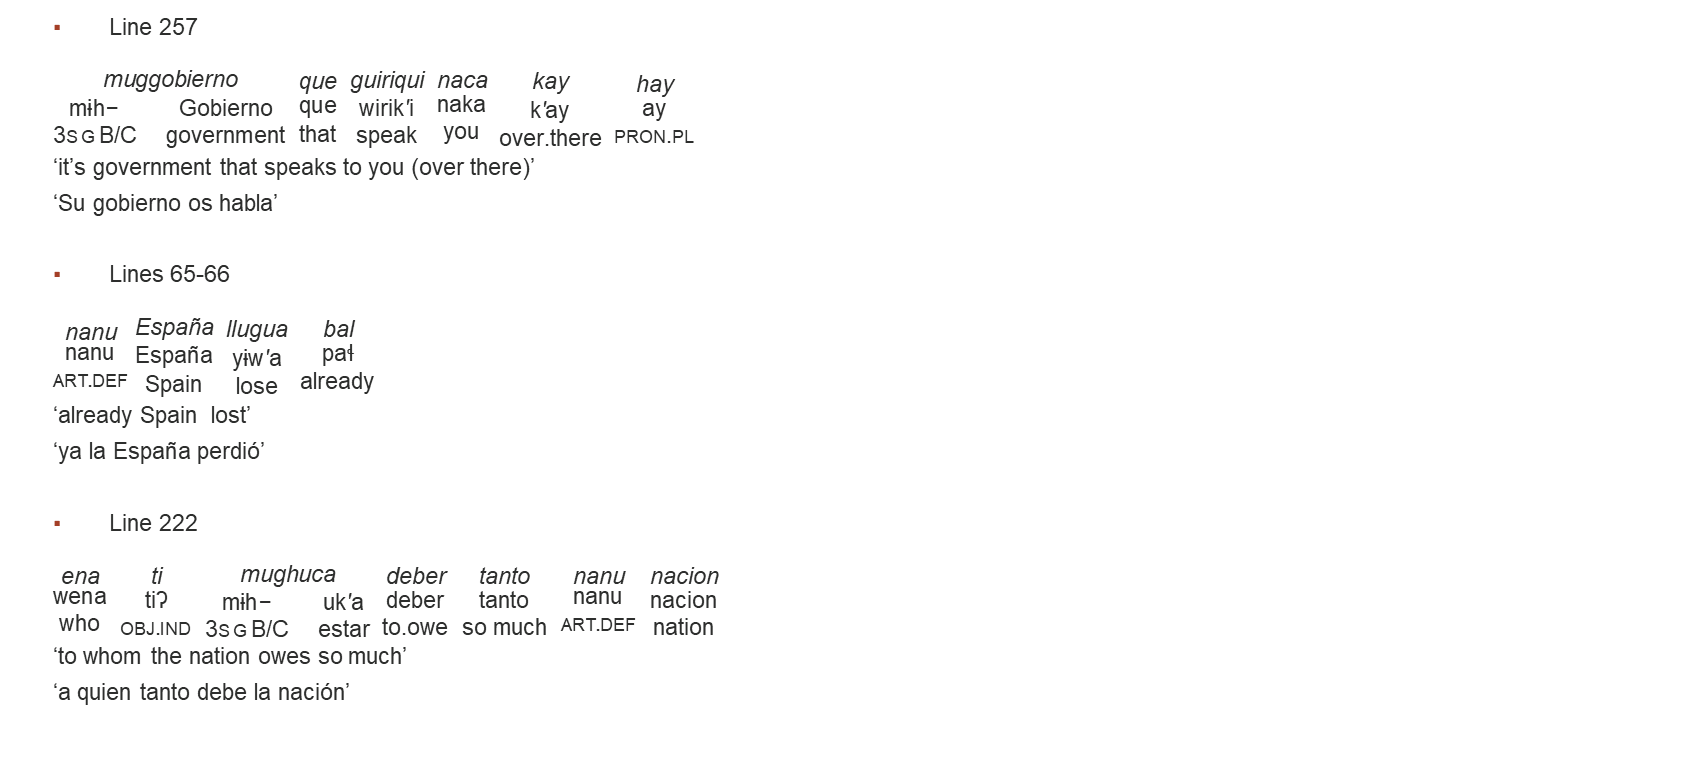 ▪ Line 257
muggobierno que guiriqui naca kay hay
mɨh– Gobierno que wirik'i naka k'ay ay
3SG B/C government that speak you over.there PRON.PL
‘it’s government that speaks to you (over there)’
‘Su gobierno os habla’
▪ Lines 65-66
nanu España llugua bal
nanu España yɨw'a paɬ
ART.DEF Spain lose already
‘already Spain lost’
‘ya la España perdió’
▪ Line 222
ena ti mughuca deber tanto nanu nacion
wena tiʔ mɨh– uk'a deber tanto nanu nacion
who OBJ.IND 3SG B/C estar to.owe so much ART.DEF nation
‘to whom the nation owes so much’
‘a quien tanto debe la nación’